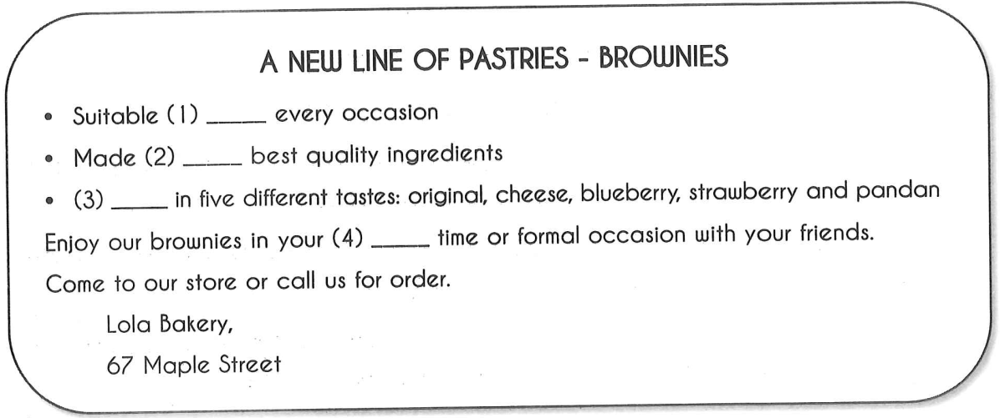 A NEW LINE OF PASTRIES - BROWNIES
• Suitable (1) _____ every occasion
• Made (2) _____ best quality ingredients
• (3) _____ in five different tastes: original, cheese, blueberry, strawberry and pandan
Enjoy our brownies in your (4) _____ time or formal occasion with your friends.
Come to our store or call us for order.
Lola Bakery,
67 Maple Street